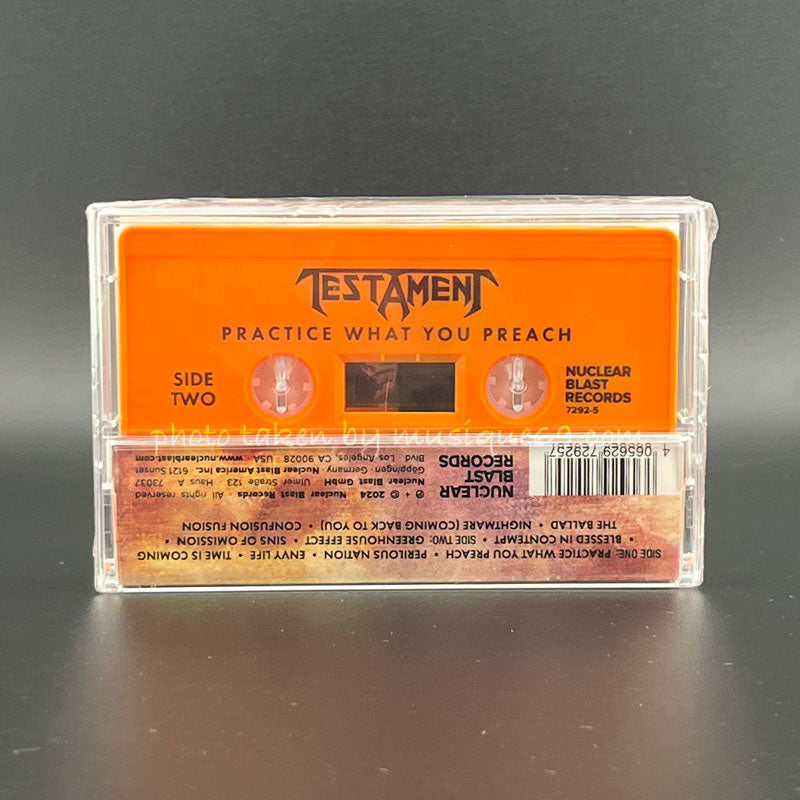 TESTAMENT
PRACTICE WHAT YOU PREACH
SIDE TWO
NUCLEAR BLAST RECORDS
7292-5
photo taken by musiquec9
SIDE ONE: PRACTICE WHAT YOU PREACH • PERILOUS NATION • ENVY LIFE • TIME IS COMING
• BLESSED IN CONTEMPT • SIDE TWO: GREENHOUSE EFFECT • SINS OF OMISSION
THE BALLAD • NIGHTMARE (COMING BACK TO YOU) • CONFUSION FUSION
NUCLEAR
BLAST
RECORDS
℗ + © 2024 Nuclear Blast Records · All rights reserved
Nuclear Blast GmbH · Ulmer Straße 123 · Haus A · 73037
Göppingen · Germany · Nuclear Blast America, Inc. · 6121 Sunset
Blvd · Los Angeles, CA 90028 · USA · www.nuclearblast.com
4 065629 729257